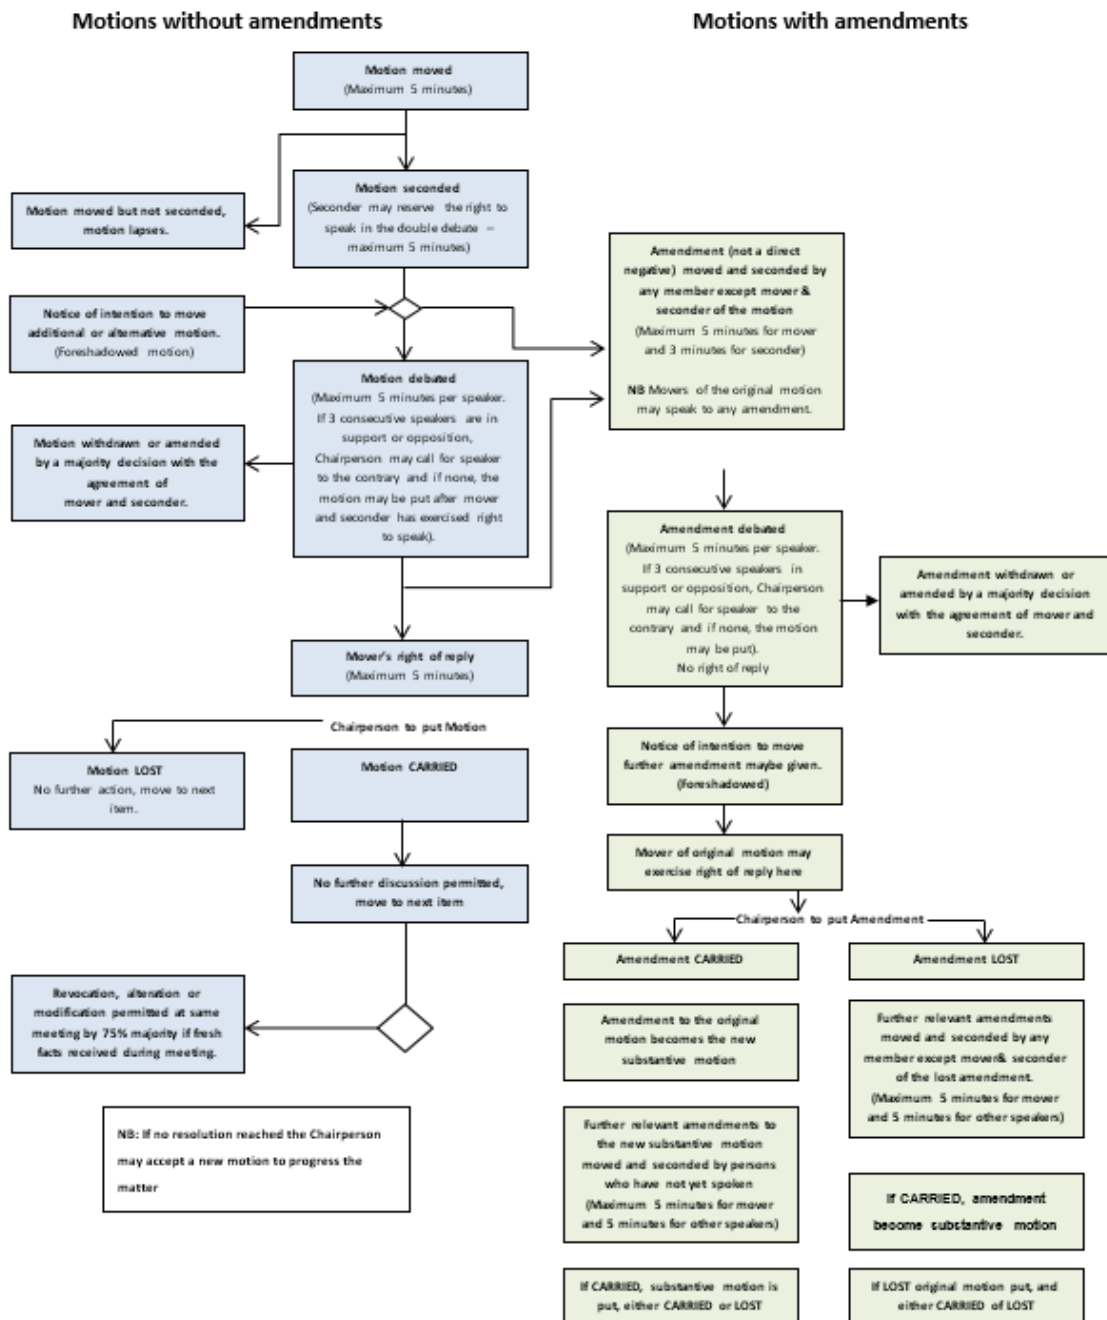 Motions without amendments
Motions with amendments
Motion moved
(Maximum 5 minutes)
Motion seconded
(Seconder may reserve the right to
speak in the double debate –
maximum 5 minutes)
Motion moved but not seconded,
motion lapses.
Notice of intention to move
additional or alternative motion.
(Foreshadowed motion)
Motion debated
(Maximum 5 minutes per speaker.
If 3 consecutive speakers are in
support or opposition,
Chairperson may call for speaker
to the contrary and if none, the
motion may be put after mover
and seconder has exercised right
to speak).
Motion withdrawn or amended
by a majority decision with the
agreement of
mover and seconder.
Mover's right of reply
(Maximum 5 minutes)
Chairperson to put Motion
Motion LOST
No further action, move to next
item.
Motion CARRIED
No further discussion permitted,
move to next item
Revocation, alteration or
modification permitted at same
meeting by 75% majority if fresh
facts received during meeting.
NB: If no resolution reached the Chairperson
may accept a new motion to progress the
matter
Amendment (not a direct
negative) moved and seconded by
any member except mover &
seconder of the motion
(Maximum 5 minutes for mover
and 3 minutes for seconder)
NB Movers of the original motion
may speak to any amendment.
Amendment debated
(Maximum 5 minutes per speaker.
If 3 consecutive speakers in
support or opposition, Chairperson
may call for speaker to the
contrary and if none, the motion
may be put).
No right of reply
Amendment withdrawn or
amended by a majority decision
with the agreement of mover and
seconder.
Notice of intention to move
further amendment maybe given.
(Foreshadowed)
Mover of original motion may
exercise right of reply here
Chairperson to put Amendment
Amendment CARRIED
Amendment to the original
motion becomes the new
substantive motion
Further relevant amendments to
the new substantive motion
moved and seconded by persons
who have not yet spoken
(Maximum 5 minutes for mover
and 5 minutes for other speakers)
If CARRIED, substantive motion is
put, either CARRIED or LOST
Amendment LOST
Further relevant amendments
moved and seconded by any
member except mover& seconder
of the lost amendment.
(Maximum 5 minutes for mover
and 5 minutes for other speakers)
If CARRIED, amendment
become substantive motion
If LOST original motion put, and
either CARRIED of LOST